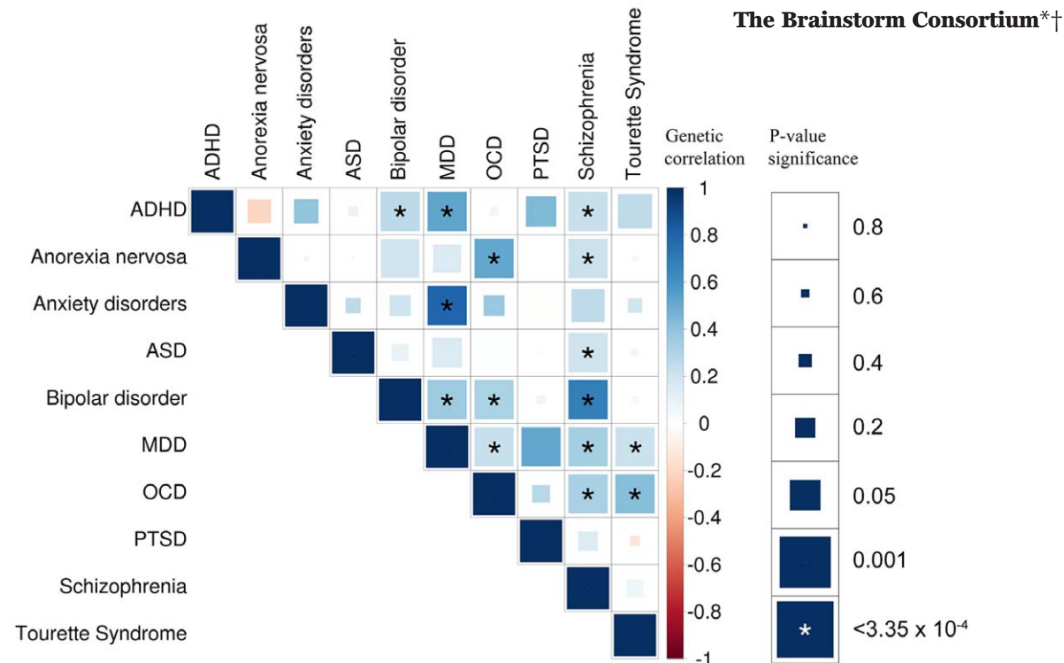 The Brainstorm Consortium*†
ADHD
Anorexia nervosa
Anxiety disorders
ASD
Bipolar disorder
MDD
OCD
PTSD
Schizophrenia
Tourette Syndrome
Genetic
correlation
P-value
significance
ADHD
Anorexia nervosa
Anxiety disorders
ASD
Bipolar disorder
MDD
OCD
PTSD
Schizophrenia
Tourette Syndrome
* * *
* *
*
*
* * *
* * *
* *
1
0.8
0.6
0.4
0.2
0
-0.2
-0.4
-0.6
-0.8
-1
0.8
0.6
0.4
0.2
0.05
0.001
* <3.35 x 10⁻⁴